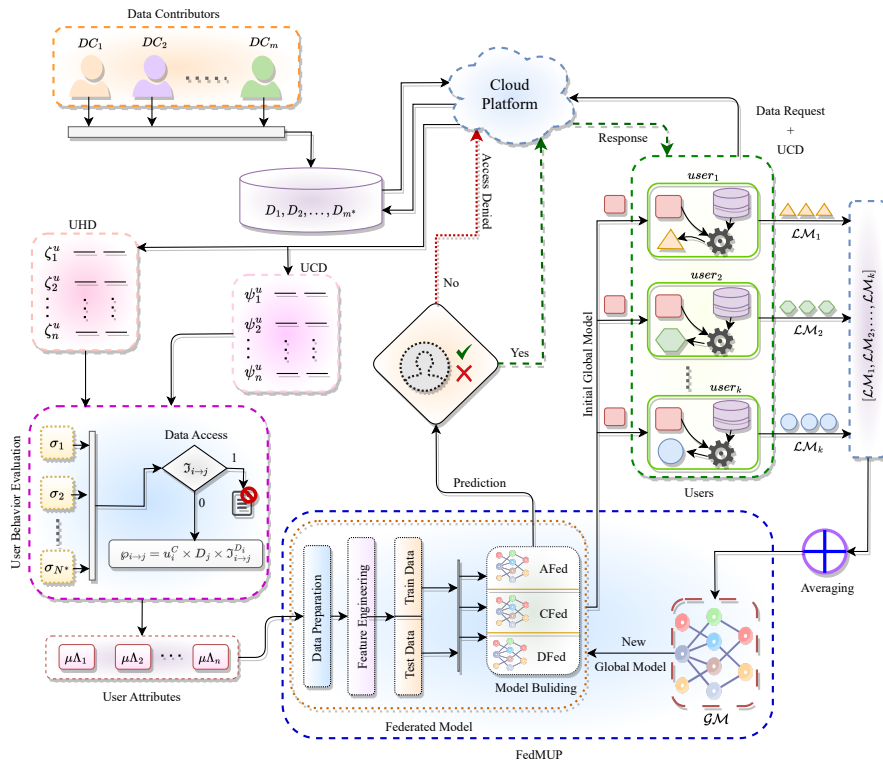 Data Contributors
DC₁
DC₂
DCₘ
Cloud
Platform
Data Request
+
UCD
Response
Access Denied
D₁, D₂, . . . , Dₘ*
UHD
ζ₁ᵘ
ζ₂ᵘ
ζₙᵘ
UCD
ψ₁ᵘ
ψ₂ᵘ
ψₙᵘ
No
Yes
Prediction
Initial Global Model
user₁
user₂
userₖ
Users
ℒℳ₁
ℒℳ₂
ℒℳₖ
[ℒℳ₁, ℒℳ₂, . . . , ℒℳₖ]
Averaging
User Behavior Evaluation
σ₁
σ₂
σ_N*
Data Access
ℑᵢ→ⱼ
1
0
℘ᵢ→ⱼ = uᵢᶜ × Dⱼ × ℑᵢ→ⱼ^{Dᵢ}
μΛ₁
μΛ₂
· · ·
μΛₙ
User Attributes
Data Preparation
Feature Engineering
Train Data
Test Data
AFed
CFed
DFed
Model Buliding
Federated Model
New
Global Model
𝒢ℳ
FedMUP